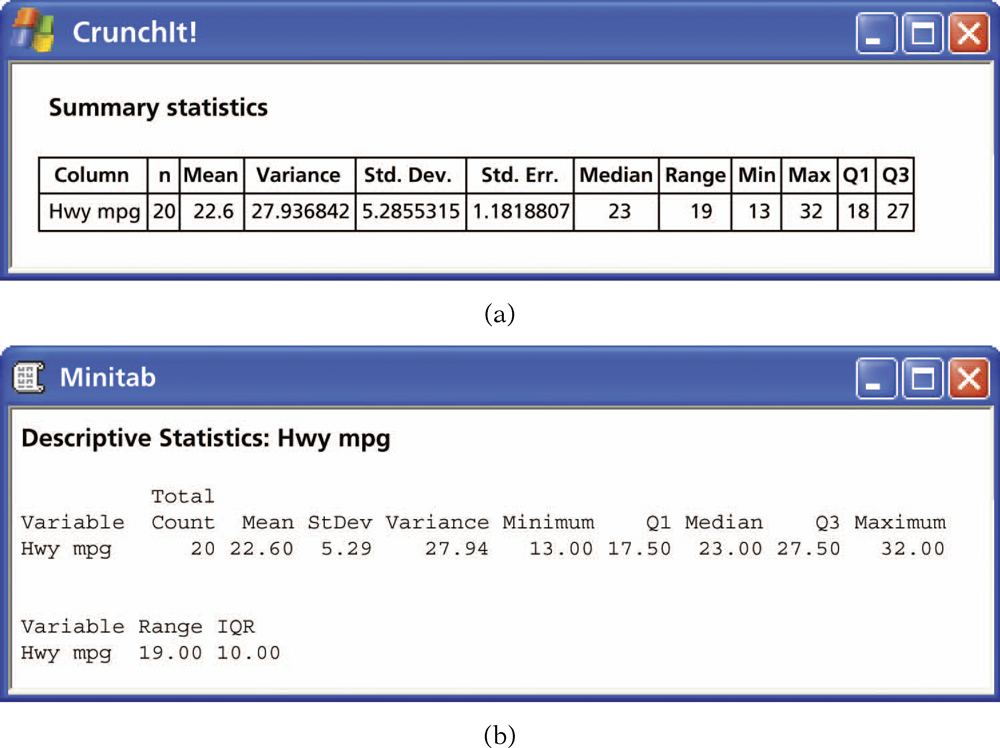 CrunchIt!
Summary statistics
Column n Mean Variance Std. Dev. Std. Err. Median Range Min Max Q1 Q3
Hwy mpg 20 22.6 27.936842 5.2855315 1.1818807 23 19 13 32 18 27
(a)
Minitab
Descriptive Statistics: Hwy mpg
Total
Variable Count Mean StDev Variance Minimum Q1 Median Q3 Maximum
Hwy mpg 20 22.60 5.29 27.94 13.00 17.50 23.00 27.50 32.00
Variable Range IQR
Hwy mpg 19.00 10.00
(b)